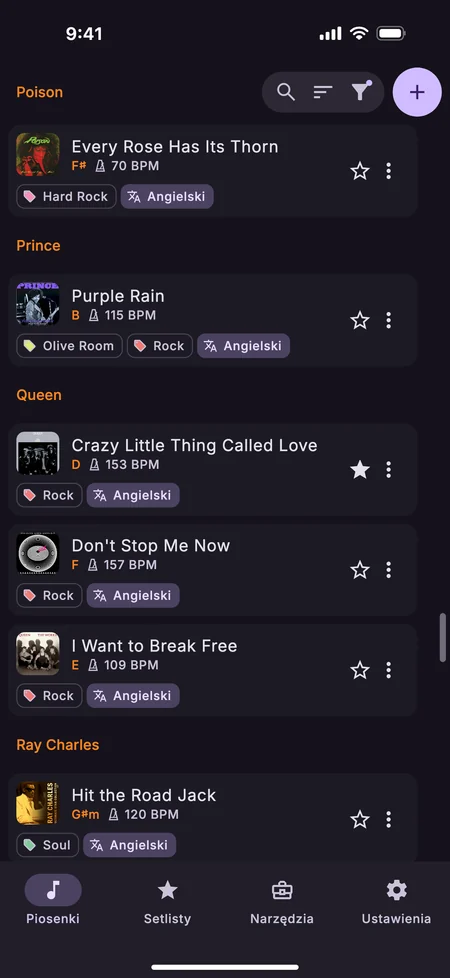 9:41
Poison
Every Rose Has Its Thorn
F# 70 BPM
Hard Rock Angielski
Prince
PRINCE
Purple Rain
B 115 BPM
Olive Room Rock Angielski
Queen
Crazy Little Thing Called Love
D 153 BPM
Rock Angielski
Don't Stop Me Now
F 157 BPM
Rock Angielski
I Want to Break Free
E 109 BPM
Rock Angielski
Ray Charles
RAY CHARLES
Hit the Road Jack
G#m 120 BPM
Soul Angielski
Piosenki Setlisty Narzędzia Ustawienia